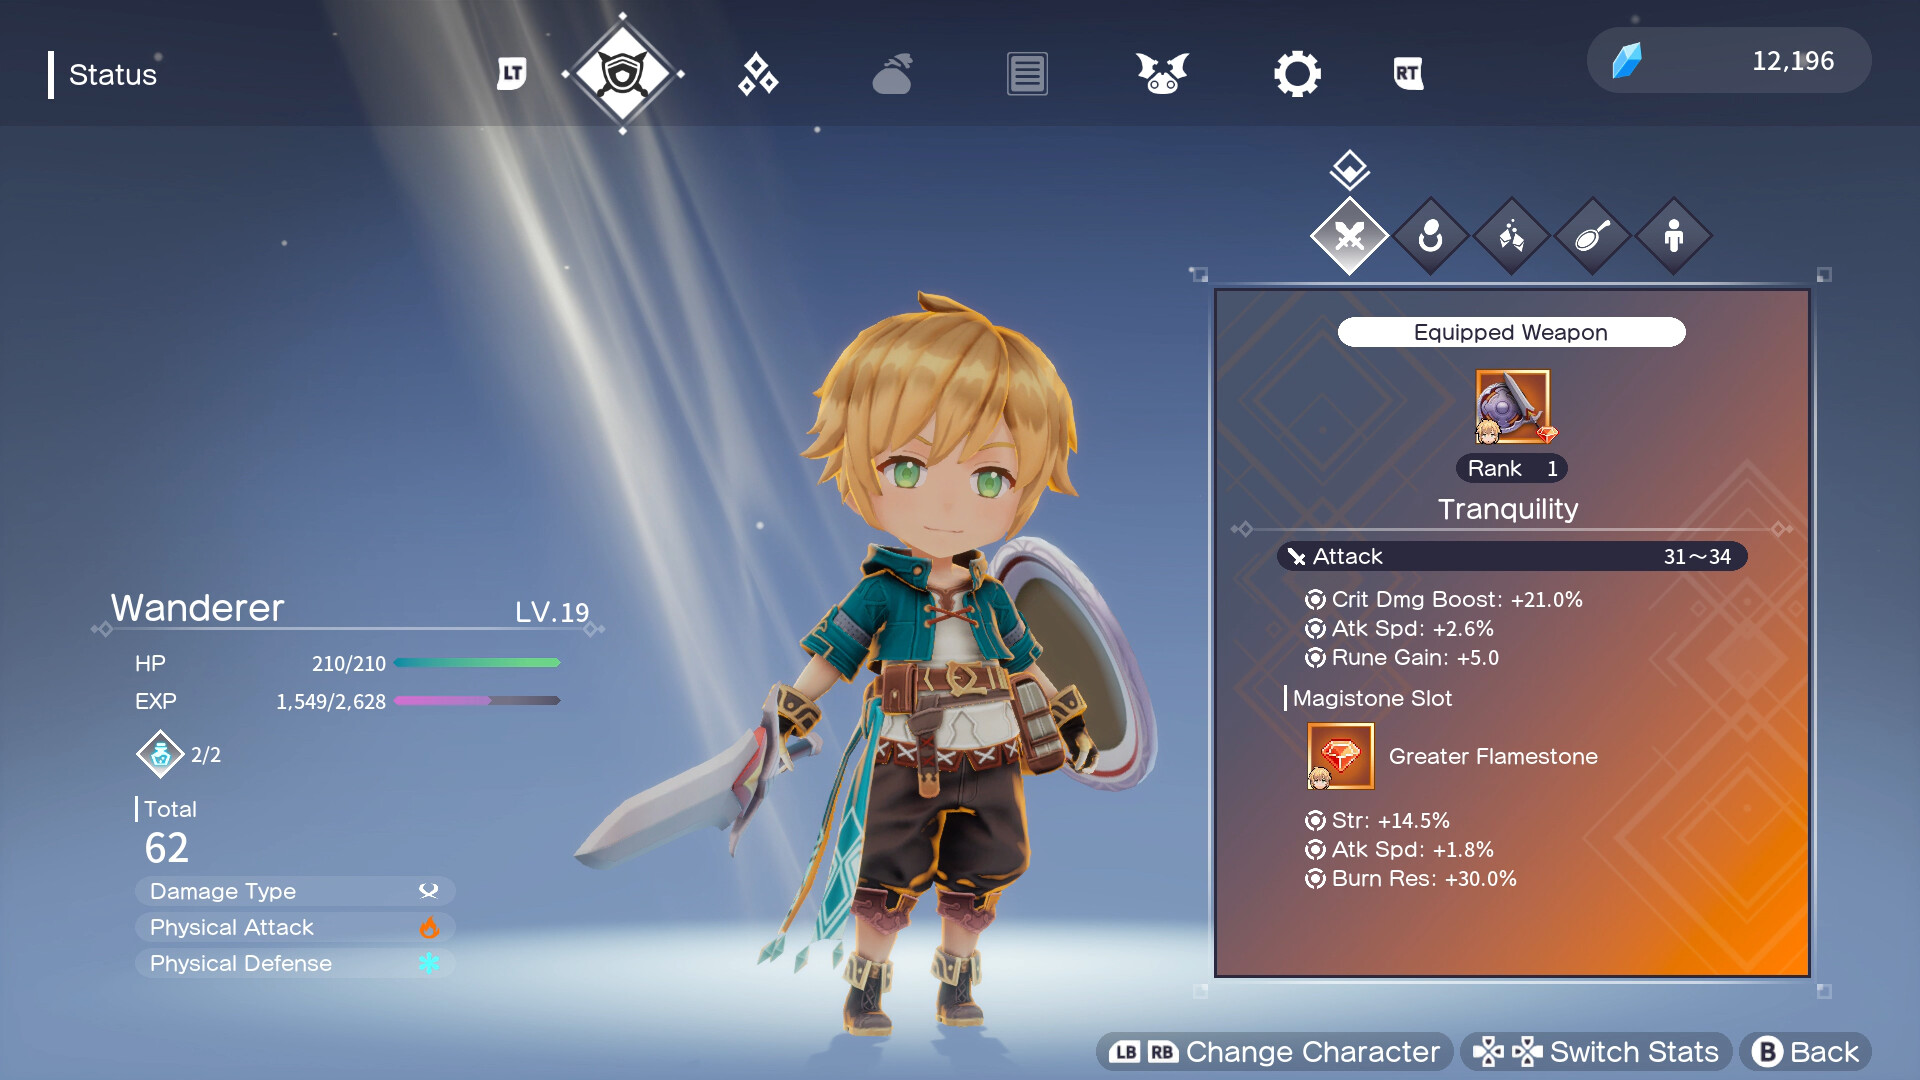 Status
LT
RT
12,196
Equipped Weapon
Rank 1
Tranquility
Attack 31～34
Crit Dmg Boost: +21.0%
Atk Spd: +2.6%
Rune Gain: +5.0
Magistone Slot
Greater Flamestone
Str: +14.5%
Atk Spd: +1.8%
Burn Res: +30.0%
Wanderer LV.19
HP 210/210
EXP 1,549/2,628
2/2
Total
62
Damage Type
Physical Attack
Physical Defense
LB RB Change Character
Switch Stats
B Back